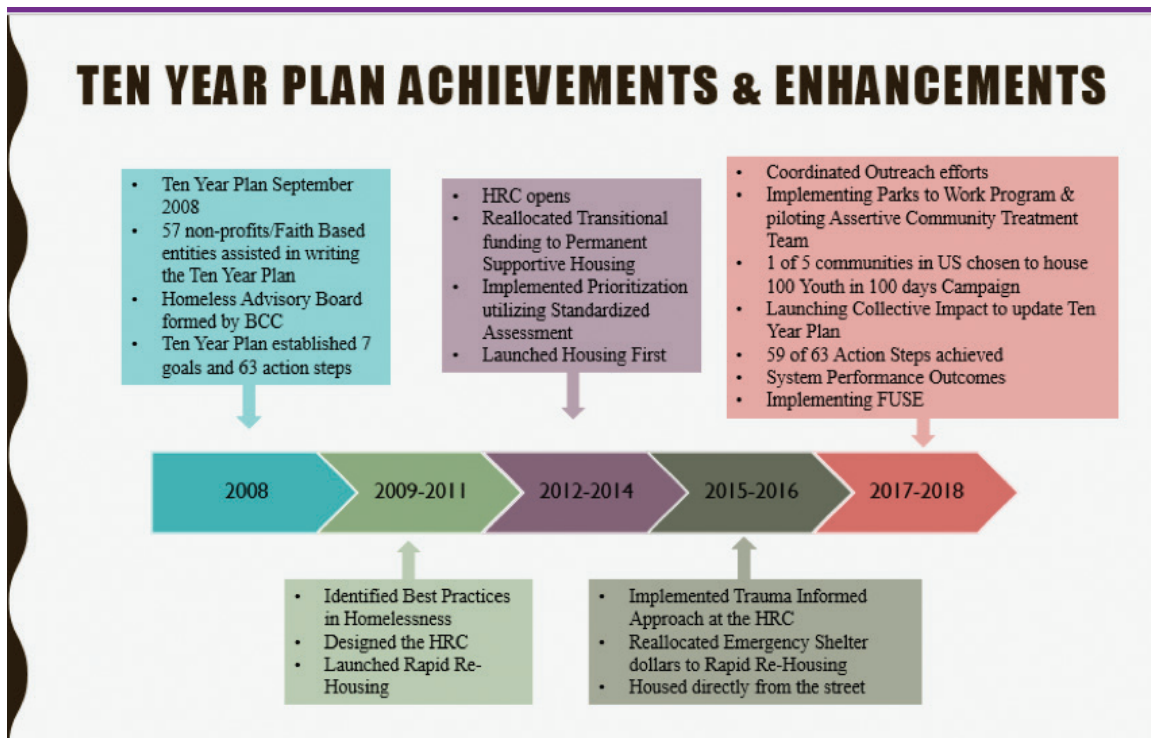 TEN YEAR PLAN ACHIEVEMENTS & ENHANCEMENTS
• Ten Year Plan September
2008
• 57 non-profits/Faith Based
entities assisted in writing
the Ten Year Plan
• Homeless Advisory Board
formed by BCC
• Ten Year Plan established 7
goals and 63 action steps
• HRC opens
• Reallocated Transitional
funding to Permanent
Supportive Housing
• Implemented Prioritization
utilizing Standardized
Assessment
• Launched Housing First
• Coordinated Outreach efforts
• Implementing Parks to Work Program &
piloting Assertive Community Treatment
Team
• 1 of 5 communities in US chosen to house
100 Youth in 100 days Campaign
• Launching Collective Impact to update Ten
Year Plan
• 59 of 63 Action Steps achieved
• System Performance Outcomes
• Implementing FUSE
2008
2009-2011
2012-2014
2015-2016
2017-2018
• Identified Best Practices
in Homelessness
• Designed the HRC
• Launched Rapid Re-
Housing
• Implemented Trauma Informed
Approach at the HRC
• Reallocated Emergency Shelter
dollars to Rapid Re-Housing
• Housed directly from the street